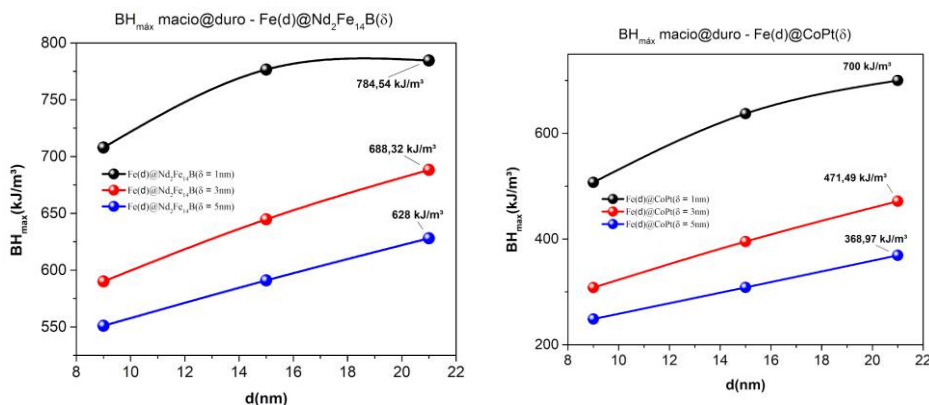 BHmáx macio@duro - Fe(d)@Nd2Fe14B(δ)
800
750
700
650
600
550
BHmax(kJ/m³)
784,54 kJ/m³
688,32 kJ/m³
628 kJ/m³
Fe(d)@Nd2Fe14B(δ = 1nm)
Fe(d)@Nd2Fe14B(δ = 3nm)
Fe(d)@Nd2Fe14B(δ = 5nm)
6 8 10 12 14 16 18 20 22
d(nm)
BHmáx macio@duro - Fe(d)@CoPt(δ)
600
400
200
BHmax(kJ/m³)
700 kJ/m³
471,49 kJ/m³
368,97 kJ/m³
Fe(d)@CoPt(δ = 1nm)
Fe(d)@CoPt(δ = 3nm)
Fe(d)@CoPt(δ = 5nm)
8 10 12 14 16 18 20 22
d(nm)